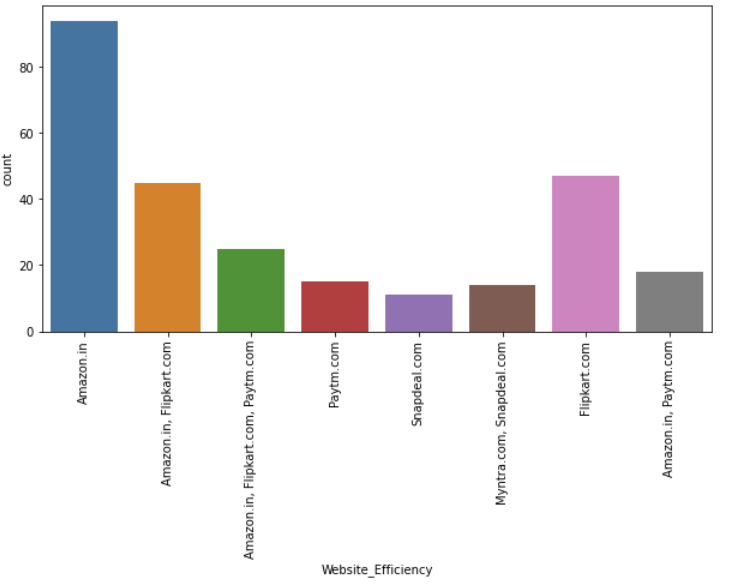 80
60
40
20
0
count
Amazon.in
Amazon.in, Flipkart.com
Amazon.in, Flipkart.com, Paytm.com
Paytm.com
Snapdeal.com
Myntra.com, Snapdeal.com
Flipkart.com
Amazon.in, Paytm.com
Website_Efficiency